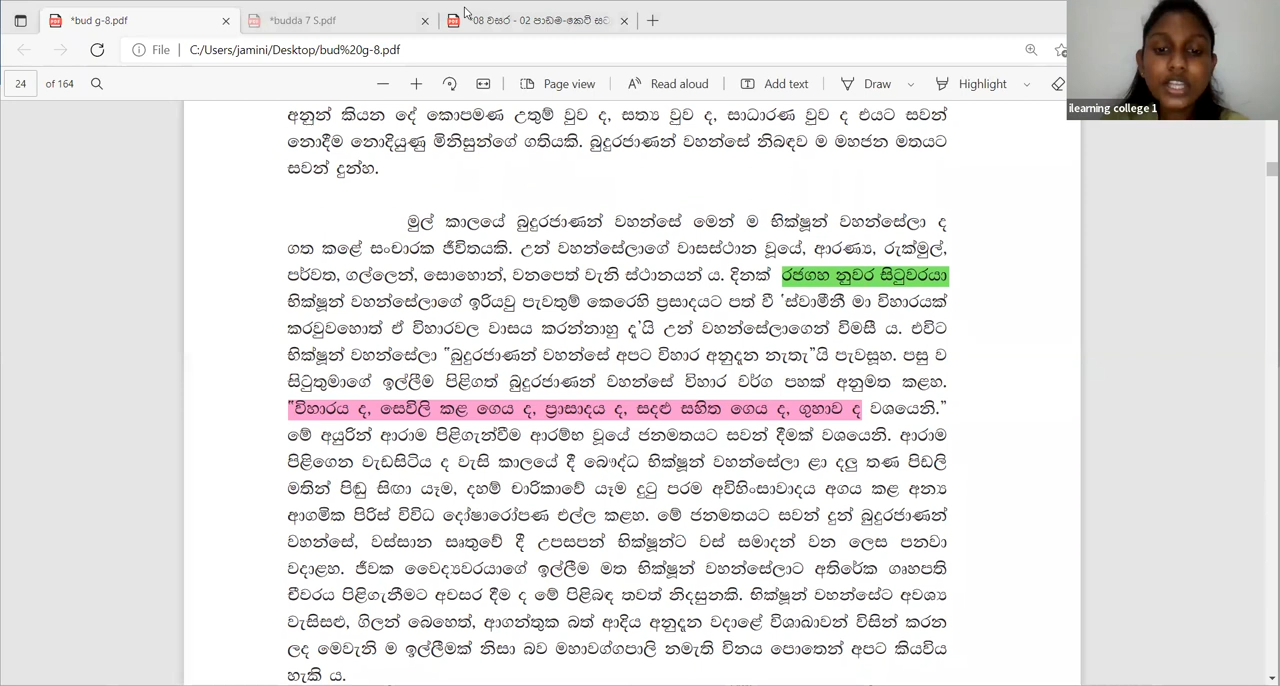 *bud g-8.pdf
*budda 7 S.pdf
*08 වසර - 02 පාඩම-කෙටි සට
File
C:/Users/jamini/Desktop/bud%20g-8.pdf
24 of 164
Page view
Read aloud
Add text
Draw
Highlight
ilearning college 1
අනුන් කියන දේ කොපමණ උතුම් වුව ද, සත්‍ය වුව ද, සාධාරණ වුව ද එයට සවන්
නොදීම නොදියුණු මිනිසුන්ගේ ගතියකි. බුදුරජාණන් වහන්සේ නිබඳව ම මහජන මතයට
සවන් දුන්හ.
මුල් කාලයේ බුදුරජාණන් වහන්සේ මෙන් ම භික්ෂූන් වහන්සේලා ද
ගත කළේ සංචාරක ජීවිතයකි. උන් වහන්සේලාගේ වාසස්ථාන වූයේ, ආරණ්‍ය, රුක්මුල්,
පර්වත, ගල්ලෙන්, සොහොන්, වනපෙත් වැනි ස්ථානයන් ය. දිනක් රජගහ නුවර සිටුවරයා
භික්ෂූන් වහන්සේලාගේ ඉරියවු පැවතුම් කෙරෙහි ප්‍රසාදයට පත් වී ‘ස්වාමීනී මා විහාරයක්
කරවුවහොත් ඒ විහාරවල වාසය කරන්නාහු ද’යි උන් වහන්සේලාගෙන් විමසී ය. එවිට
භික්ෂූන් වහන්සේලා “බුදුරජාණන් වහන්සේ අපට විහාර අනුදැන නැතැ”යි පැවසූහ. පසු ව
සිටුතුමාගේ ඉල්ලීම පිළිගත් බුදුරජාණන් වහන්සේ විහාර වර්ග පහක් අනුමත කළහ.
“විහාරය ද, සෙවිලි කළ ගෙය ද, ප්‍රාසාදය ද, සඳළු සහිත ගෙය ද, ගුහාව ද වශයෙනි.”
මේ අයුරින් ආරාම පිළිගැන්වීම ආරම්භ වූයේ ජනමතයට සවන් දීමක් වශයෙනි. ආරාම
පිළිගෙන වැඩසිටිය ද වැසි කාලයේ දී බෞද්ධ භික්ෂූන් වහන්සේලා ළා දලු තණ පිඩලි
මතින් පිඬු සිඟා යෑම, දහම් චාරිකාවේ යෑම දුටු පරම අවිහිංසාවාදය අගය කළ අන්‍ය
ආගමික පිරිස් විවිධ දෝෂාරෝපණ එල්ල කළහ. මේ ජනමතයට සවන් දුන් බුදුරජාණන්
වහන්සේ, වස්සාන සෘතුවේ දී උපසපන් භික්ෂූන්ට වස් සමාදන් වන ලෙස පනවා
වදාළහ. ජීවක වෛද්‍යවරයාගේ ඉල්ලීම මත භික්ෂූන් වහන්සේලාට අතිරේක ගෘහපති
චීවරය පිළිගැනීමට අවසර දීම ද මේ පිළිබඳ තවත් නිදසුනකි. භික්ෂූන් වහන්සේට අවශ්‍ය
වැසිසළු, ගිලන් බෙහෙත්, ආගන්තුක බත් ආදිය අනුදැන වදාළේ විශාඛාවන් විසින් කරන
ලද මෙවැනි ම ඉල්ලීමක් නිසා බව මහාවග්ගපාලි නමැති විනය පොතෙන් අපට කියවිය
හැකි ය.